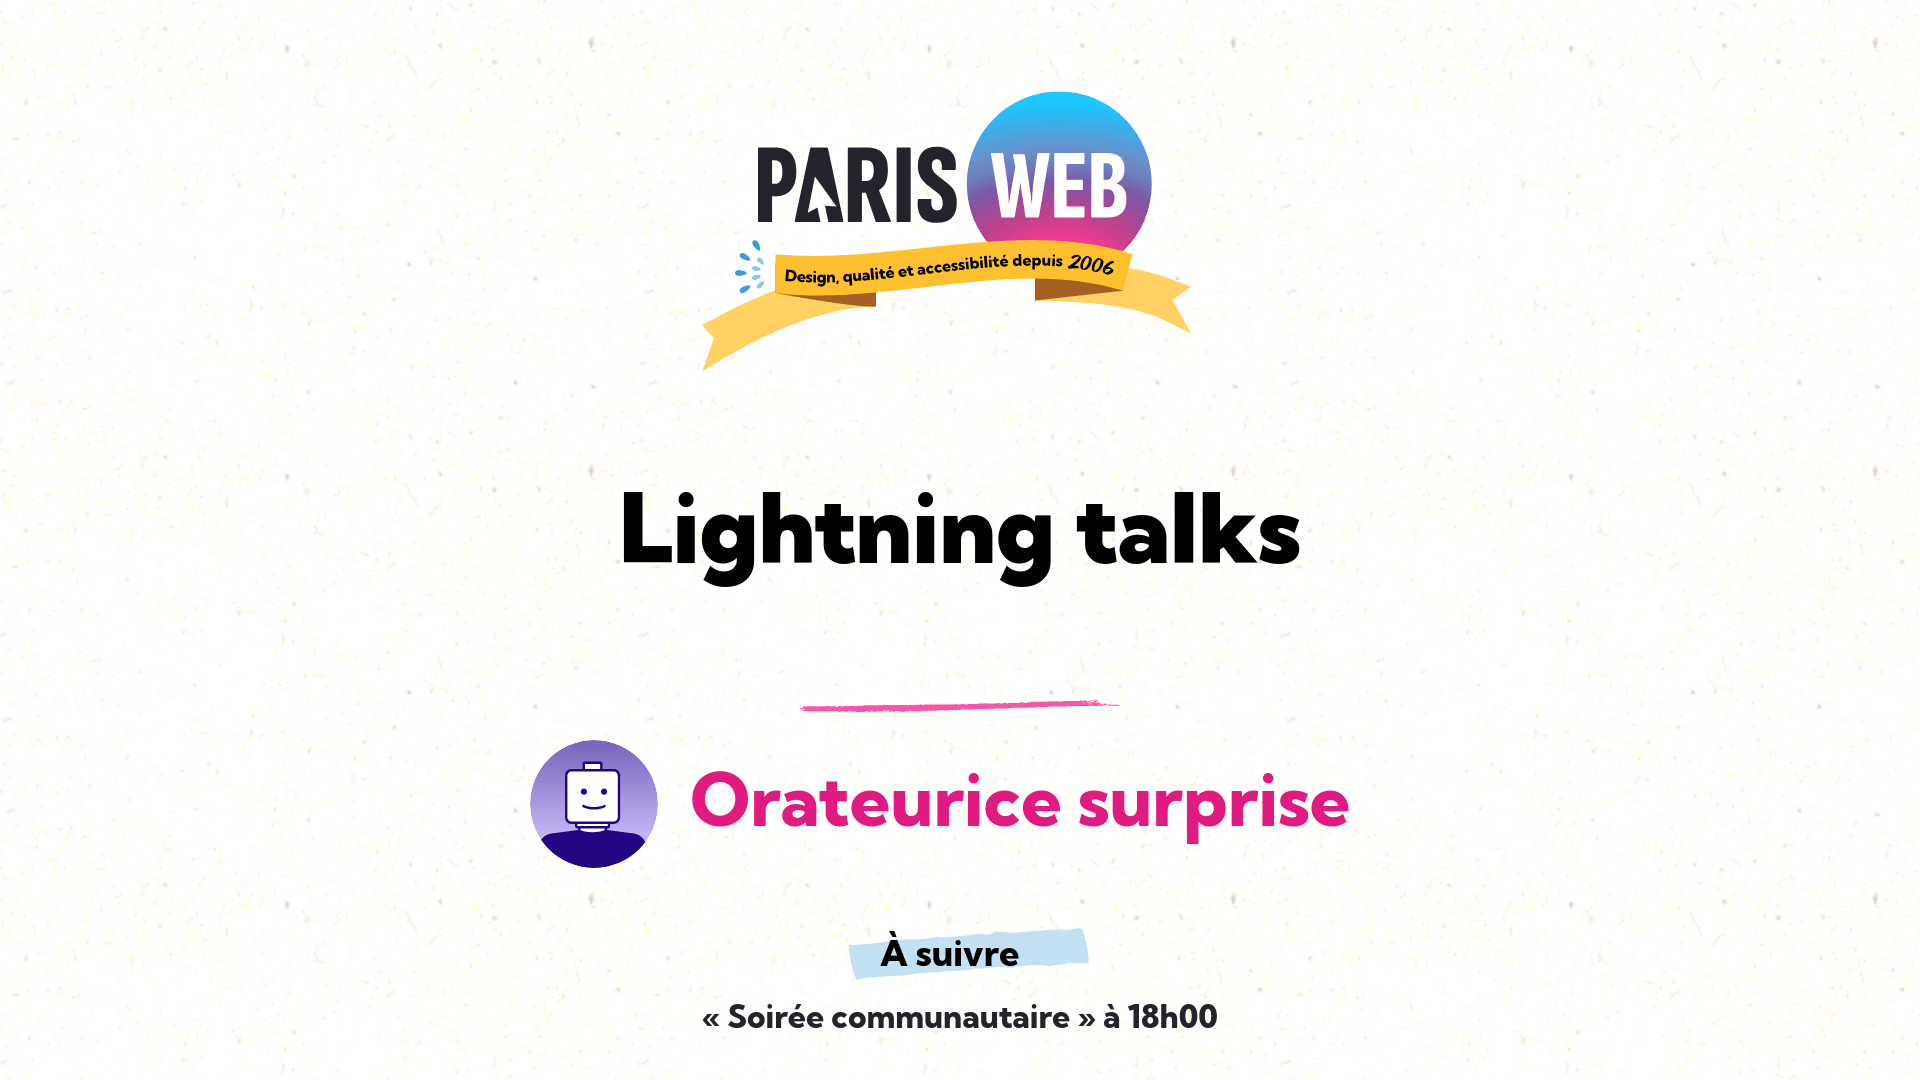 PARIS WEB
Design, qualité et accessibilité depuis 2006
Lightning talks
Orateurice surprise
À suivre
« Soirée communautaire » à 18h00